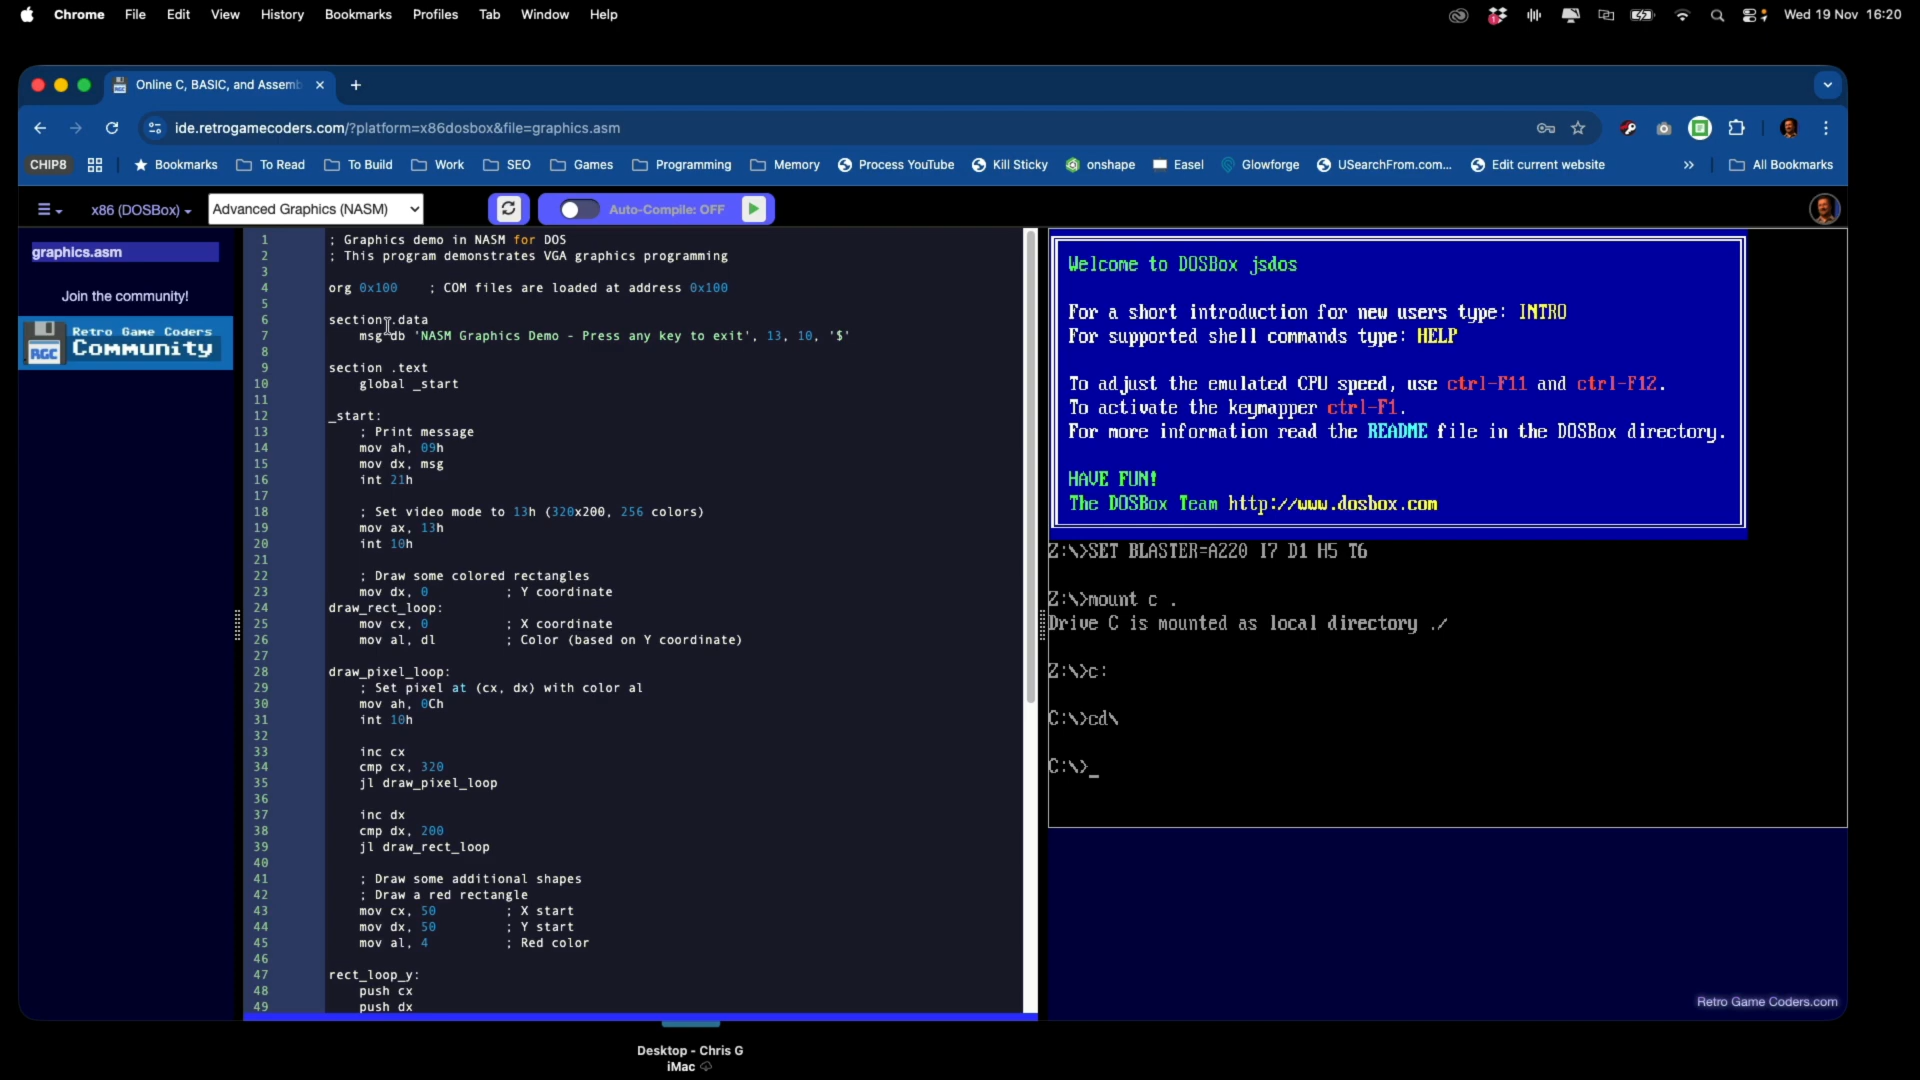 Chrome File Edit View History Bookmarks Profiles Tab Window Help
Wed 19 Nov 16:20
Online C, BASIC, and Assemb
ide.retrogamecoders.com/?platform=x86dosbox&file=graphics.asm
CHIP8 Bookmarks To Read To Build Work SEO Games Programming Memory Process YouTube Kill Sticky onshape Easel Glowforge USearchFrom.com... Edit current website » All Bookmarks
x86 (DOSBox) Advanced Graphics (NASM) Auto-Compile: OFF
graphics.asm
Join the community!
Retro Game Coders
RGC Community
1 ; Graphics demo in NASM for DOS
2 ; This program demonstrates VGA graphics programming
3
4 org 0x100 ; COM files are loaded at address 0x100
5
6 section .data
7 msg db 'NASM Graphics Demo - Press any key to exit', 13, 10, '$'
8
9 section .text
10 global _start
11
12 _start:
13 ; Print message
14 mov ah, 09h
15 mov dx, msg
16 int 21h
17
18 ; Set video mode to 13h (320x200, 256 colors)
19 mov ax, 13h
20 int 10h
21
22 ; Draw some colored rectangles
23 mov dx, 0 ; Y coordinate
24 draw_rect_loop:
25 mov cx, 0 ; X coordinate
26 mov al, dl ; Color (based on Y coordinate)
27
28 draw_pixel_loop:
29 ; Set pixel at (cx, dx) with color al
30 mov ah, 0Ch
31 int 10h
32
33 inc cx
34 cmp cx, 320
35 jl draw_pixel_loop
36
37 inc dx
38 cmp dx, 200
39 jl draw_rect_loop
40
41 ; Draw some additional shapes
42 ; Draw a red rectangle
43 mov cx, 50 ; X start
44 mov dx, 50 ; Y start
45 mov al, 4 ; Red color
46
47 rect_loop_y:
48 push cx
49 push dx
Welcome to DOSBox jsdos
For a short introduction for new users type: INTRO
For supported shell commands type: HELP
To adjust the emulated CPU speed, use ctrl-F11 and ctrl-F12.
To activate the keymapper ctrl-F1.
For more information read the README file in the DOSBox directory.
HAVE FUN!
The DOSBox Team http://www.dosbox.com
Z:\>SET BLASTER=A220 I7 D1 H5 T6
Z:\>mount c .
Drive C is mounted as local directory ./
Z:\>c:
C:\>cd\
C:\>_
Retro Game Coders.com
Desktop - Chris G
iMac